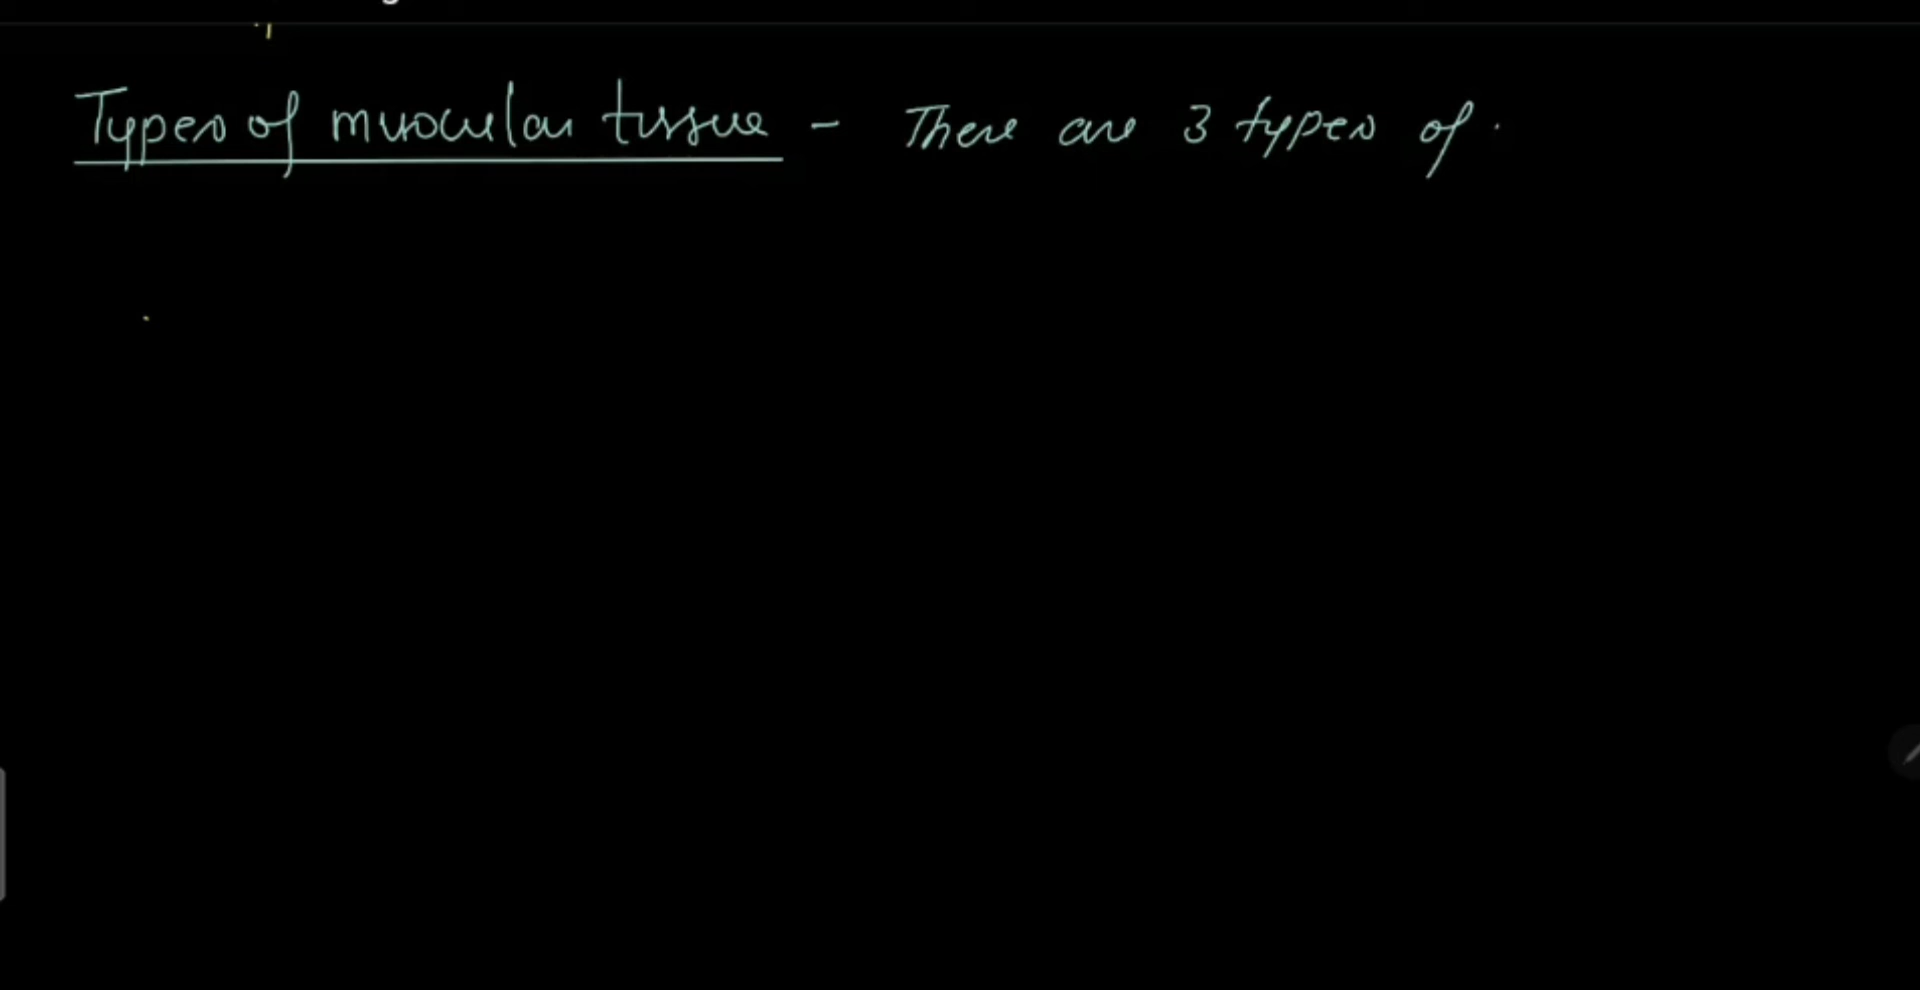 Types of muscular tissue - There are 3 types of